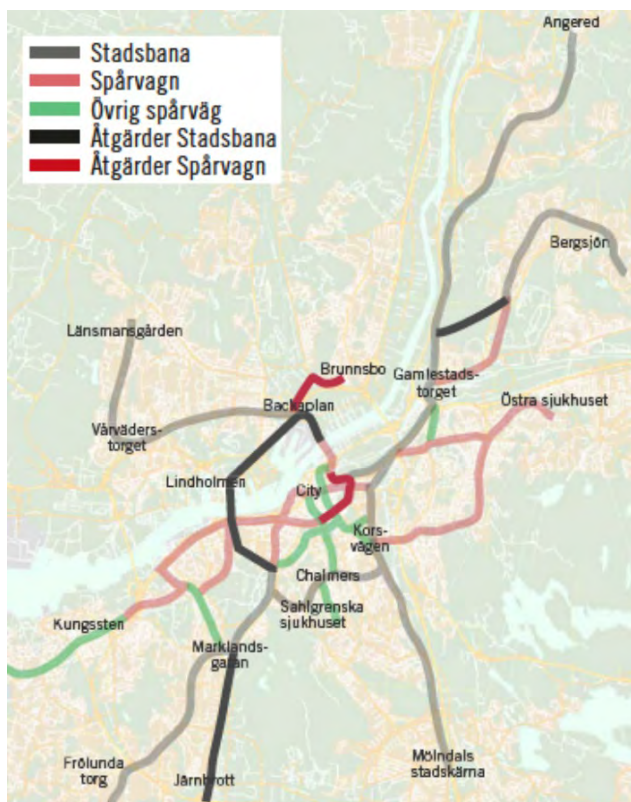 Stadsbana
Spårvagn
Övrig spårväg
Åtgärder Stadsbana
Åtgärder Spårvagn
Angered
Bergsjön
Länsmansgården
Brunnsbo
Gamlestads-
torget
Östra sjukhuset
Backaplan
Vårväders-
torget
Lindholmen
City
Kors-
vägen
Chalmers
Sahlgrenska
sjukhuset
Kungssten
Marklands-
gatan
Frölunda
torg
Järnbrott
Mölndals
stadskärna